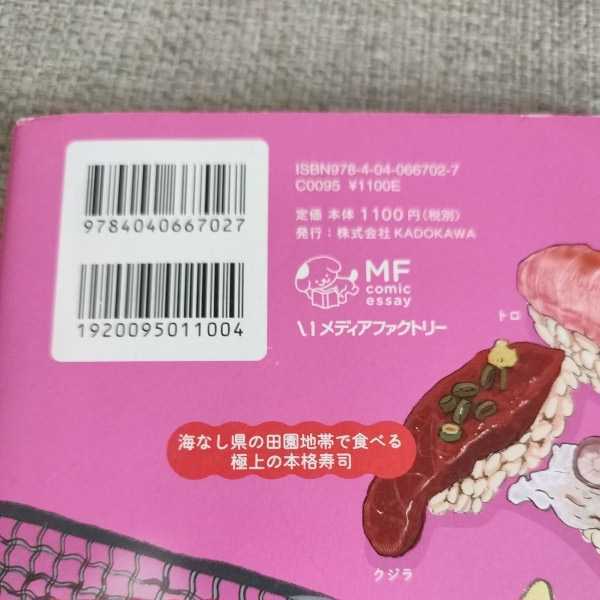 9784040667027
1920095011004
ISBN978-4-04-066702-7
C0095 ¥1100E
定価 本体 1100円(税別)
発行：株式会社 KADOKAWA
MF
comic
essay
メディアファクトリー
トロ
海なし県の田園地帯で食べる
極上の本格寿司
クジラ